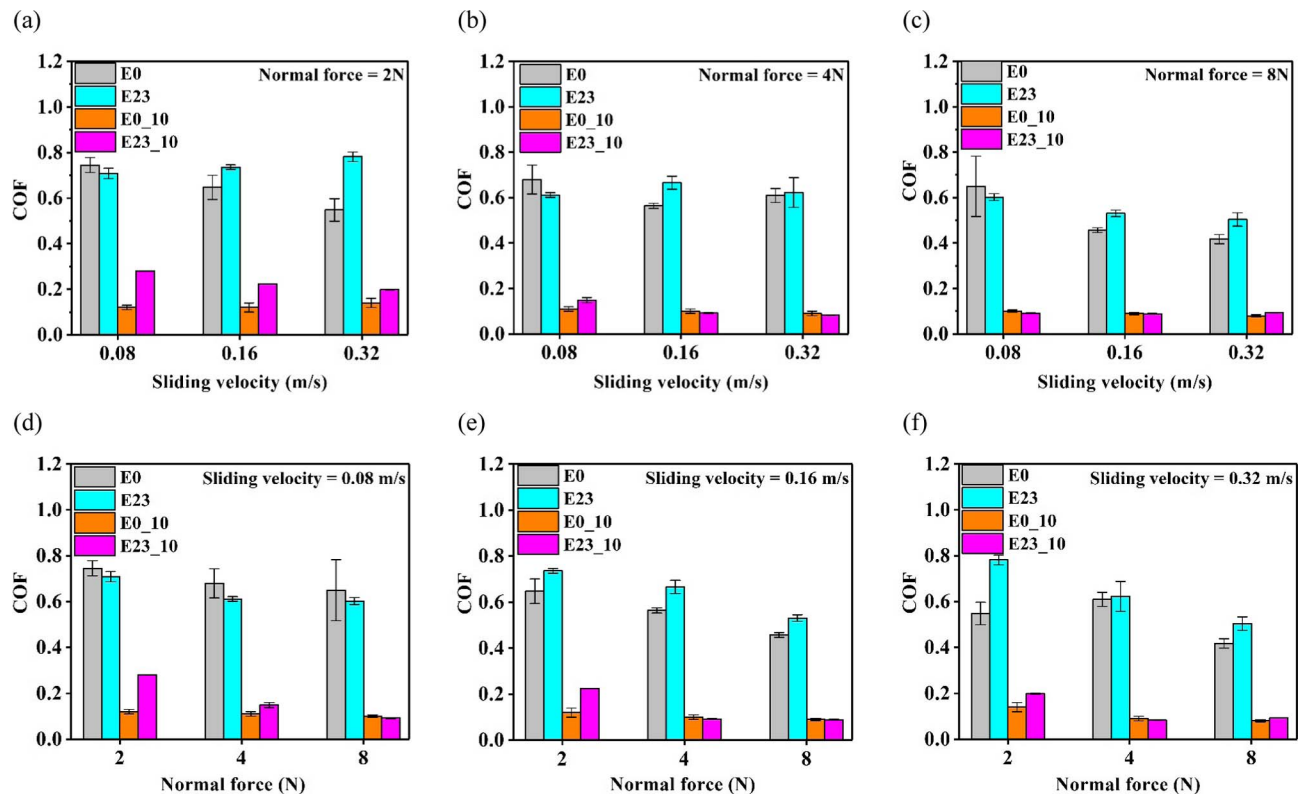 (a)
(b)
(c)
1.2
1.0
0.8
0.6
0.4
0.2
0.0
COF
E0
E23
E0_10
E23_10
Normal force = 2N
0.08
0.16
0.32
Sliding velocity (m/s)
1.2
1.0
0.8
0.6
0.4
0.2
0.0
COF
E0
E23
E0_10
E23_10
Normal force = 4N
0.08
0.16
0.32
Sliding velocity (m/s)
1.2
1.0
0.8
0.6
0.4
0.2
0.0
COF
E0
E23
E0_10
E23_10
Normal force = 8N
0.08
0.16
0.32
Sliding velocity (m/s)
(d)
(e)
(f)
1.2
1.0
0.8
0.6
0.4
0.2
0.0
COF
E0
E23
E0_10
E23_10
Sliding velocity = 0.08 m/s
2
4
8
Normal force (N)
1.2
1.0
0.8
0.6
0.4
0.2
0.0
COF
E0
E23
E0_10
E23_10
Sliding velocity = 0.16 m/s
2
4
8
Normal force (N)
1.2
1.0
0.8
0.6
0.4
0.2
0.0
COF
E0
E23
E0_10
E23_10
Sliding velocity = 0.32 m/s
2
4
8
Normal force (N)